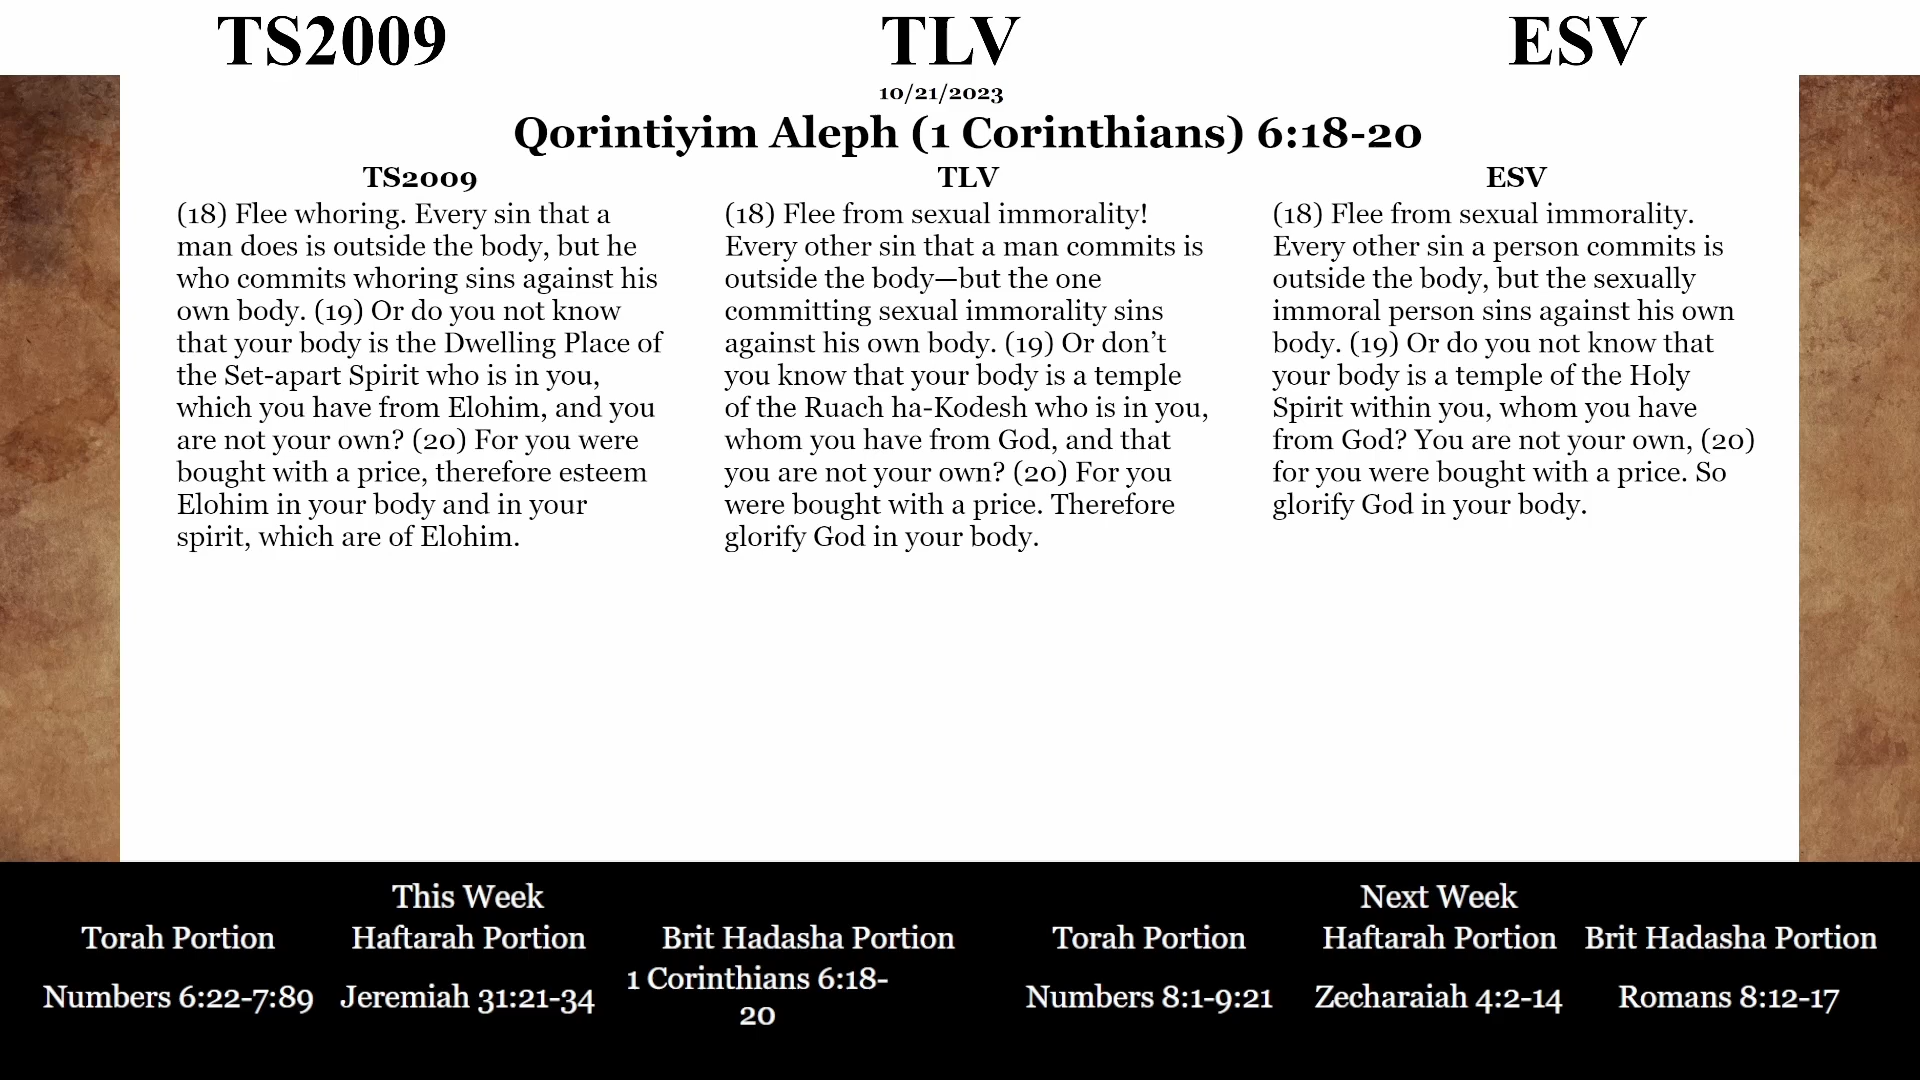 TS2009
TLV
ESV
10/21/2023
Qorintiyim Aleph (1 Corinthians) 6:18-20
TS2009
(18) Flee whoring. Every sin that a
man does is outside the body, but he
who commits whoring sins against his
own body. (19) Or do you not know
that your body is the Dwelling Place of
the Set-apart Spirit who is in you,
which you have from Elohim, and you
are not your own? (20) For you were
bought with a price, therefore esteem
Elohim in your body and in your
spirit, which are of Elohim.
TLV
(18) Flee from sexual immorality!
Every other sin that a man commits is
outside the body—but the one
committing sexual immorality sins
against his own body. (19) Or don’t
you know that your body is a temple
of the Ruach ha-Kodesh who is in you,
whom you have from God, and that
you are not your own? (20) For you
were bought with a price. Therefore
glorify God in your body.
ESV
(18) Flee from sexual immorality.
Every other sin a person commits is
outside the body, but the sexually
immoral person sins against his own
body. (19) Or do you not know that
your body is a temple of the Holy
Spirit within you, whom you have
from God? You are not your own, (20)
for you were bought with a price. So
glorify God in your body.
This Week
Torah Portion
Numbers 6:22-7:89
Haftarah Portion
Jeremiah 31:21-34
Brit Hadasha Portion
1 Corinthians 6:18-
20
Next Week
Torah Portion
Numbers 8:1-9:21
Haftarah Portion
Zecharaiah 4:2-14
Brit Hadasha Portion
Romans 8:12-17